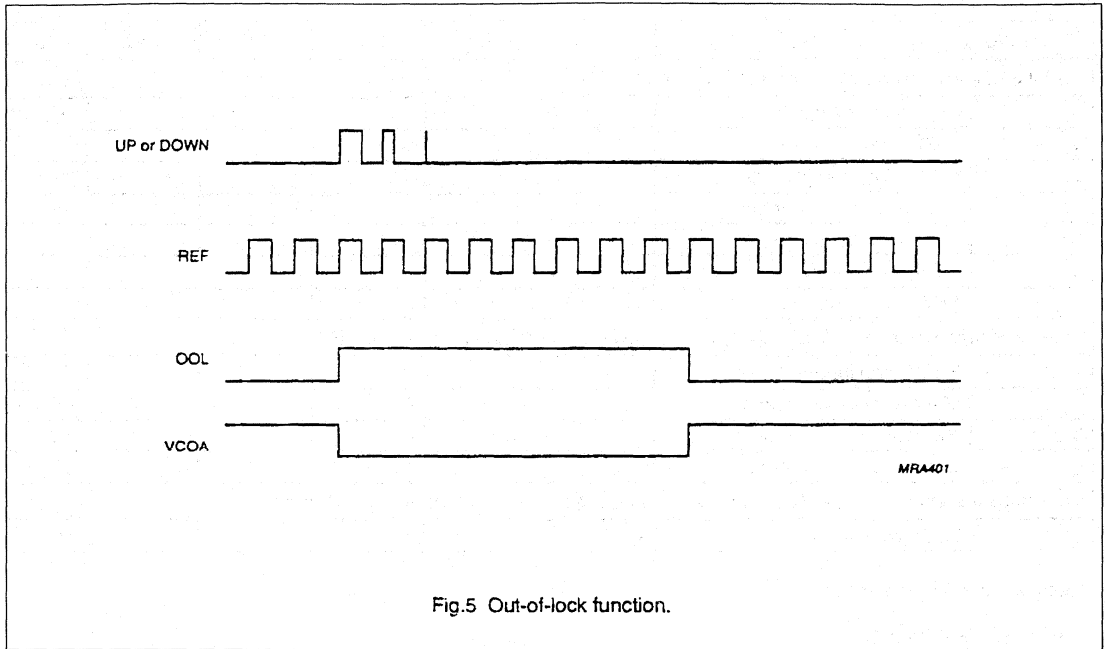 UP or DOWN
REF
OOL
VCOA
MRA401
Fig.5 Out-of-lock function.